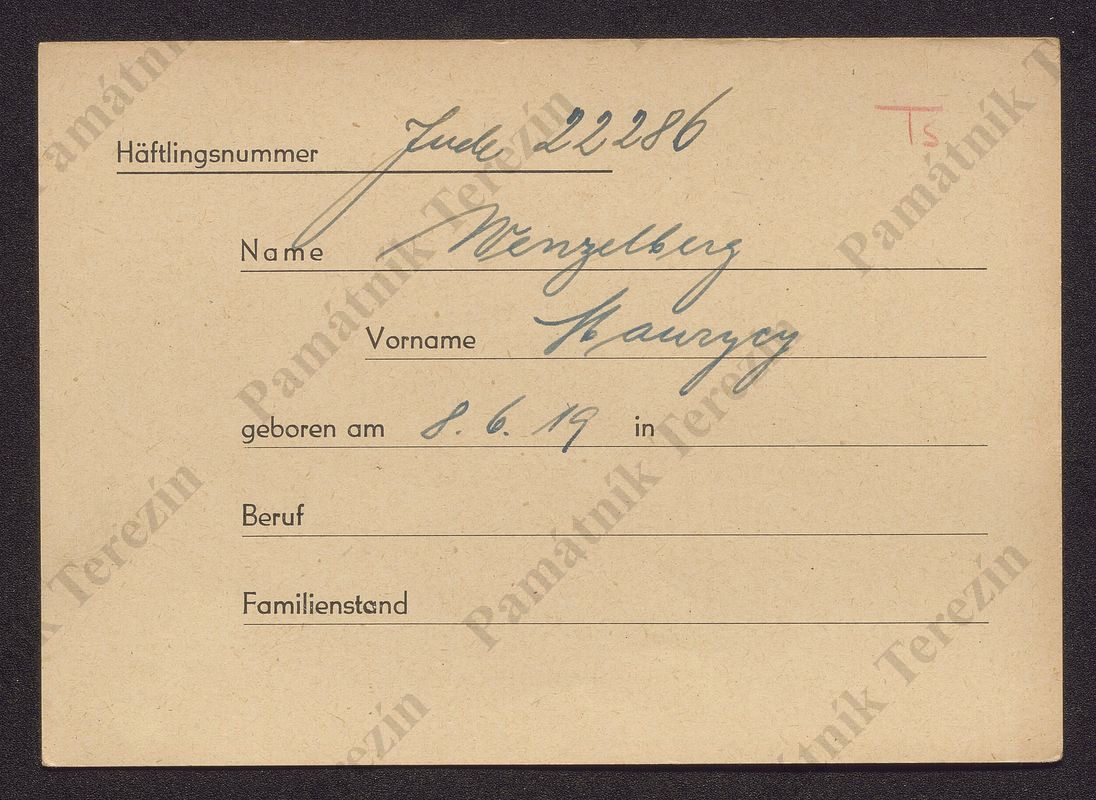 Ts
Häftlingsnummer Jude 22286
Name Wenzelberg
Vorname Maurycy
geboren am 8. 6. 19 in
Beruf
Familienstand
Památník Terezín